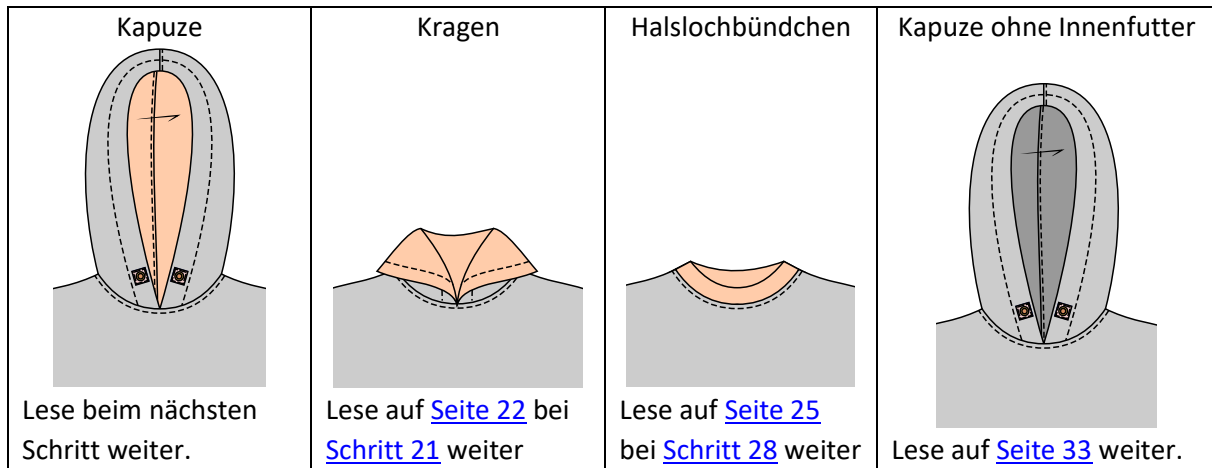 Kapuze
Lese beim nächsten
Schritt weiter.
Kragen
Lese auf Seite 22 bei
Schritt 21 weiter
Halslochbündchen
Lese auf Seite 25
bei Schritt 28 weiter
Kapuze ohne Innenfutter
Lese auf Seite 33 weiter.